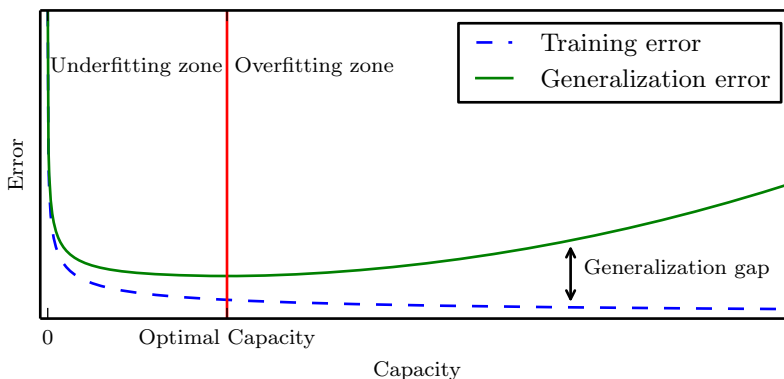 Training error
Generalization error
Underfitting zone
Overfitting zone
Error
Generalization gap
0
Optimal Capacity
Capacity